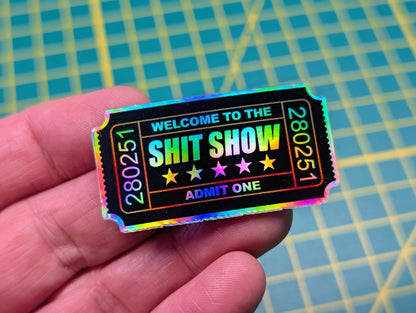 280251
WELCOME TO THE
SHIT SHOW
ADMIT ONE
280251